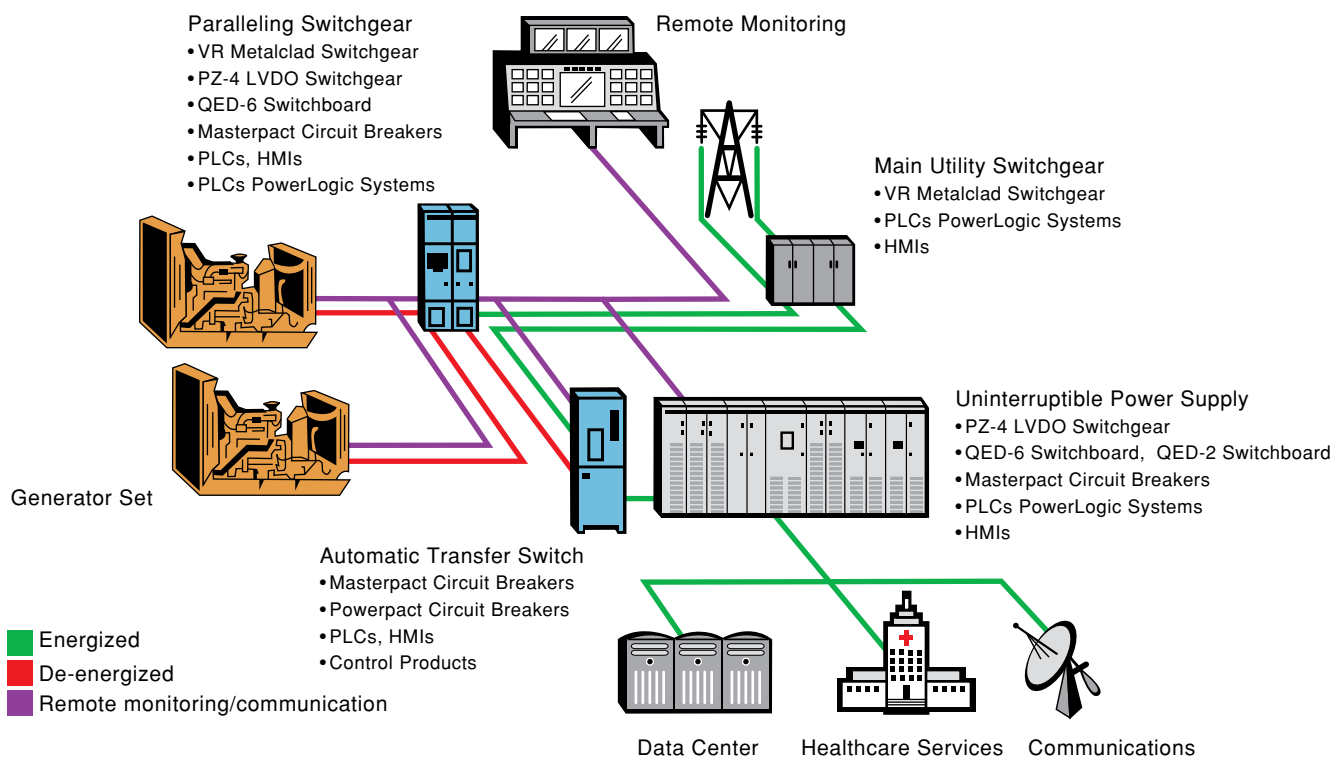 Paralleling Switchgear
•VR Metalclad Switchgear
•PZ-4 LVDO Switchgear
•QED-6 Switchboard
•Masterpact Circuit Breakers
•PLCs, HMIs
•PLCs PowerLogic Systems
Remote Monitoring
Main Utility Switchgear
•VR Metalclad Switchgear
•PLCs PowerLogic Systems
•HMIs
Generator Set
Uninterruptible Power Supply
•PZ-4 LVDO Switchgear
•QED-6 Switchboard, QED-2 Switchboard
•Masterpact Circuit Breakers
•PLCs PowerLogic Systems
•HMIs
Automatic Transfer Switch
•Masterpact Circuit Breakers
•Powerpact Circuit Breakers
•PLCs, HMIs
•Control Products
Energized
De-energized
Remote monitoring/communication
Data Center
Healthcare Services
Communications